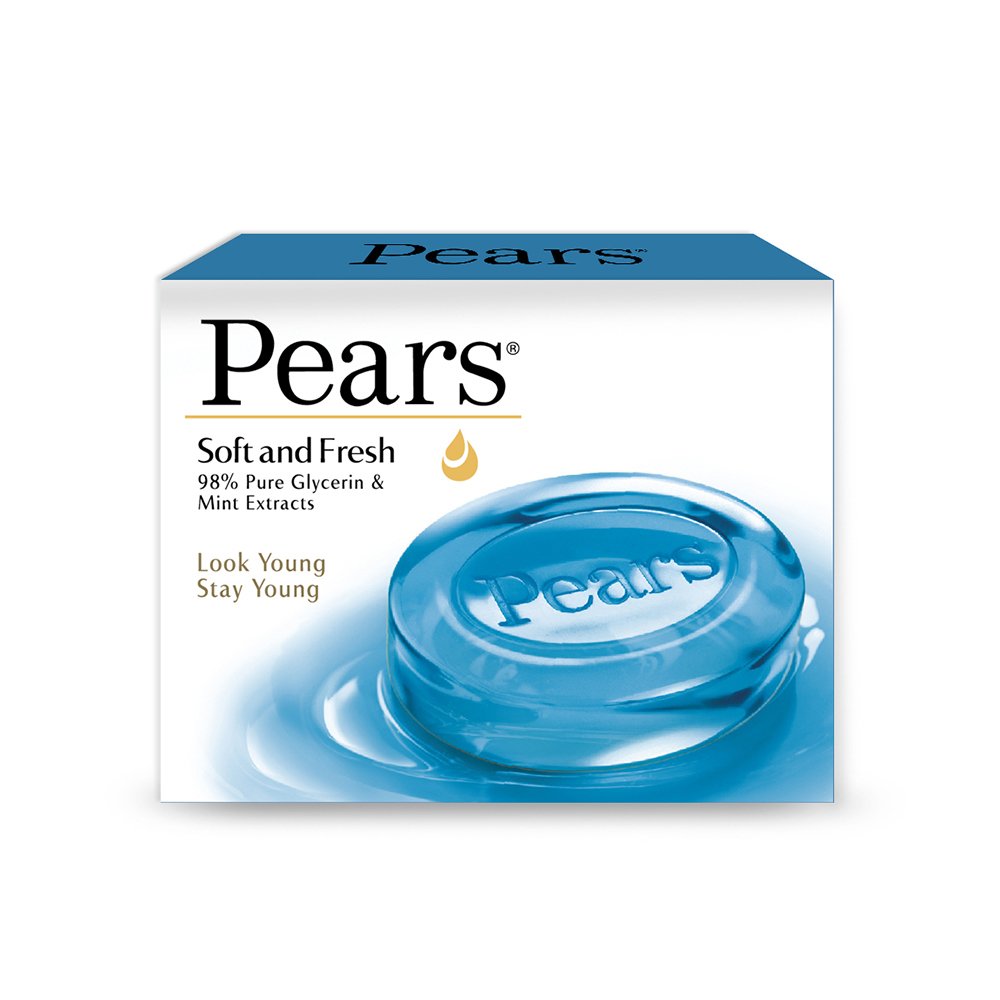 Pears®
Pears®
Soft and Fresh
98% Pure Glycerin &
Mint Extracts
Look Young
Stay Young
Pears